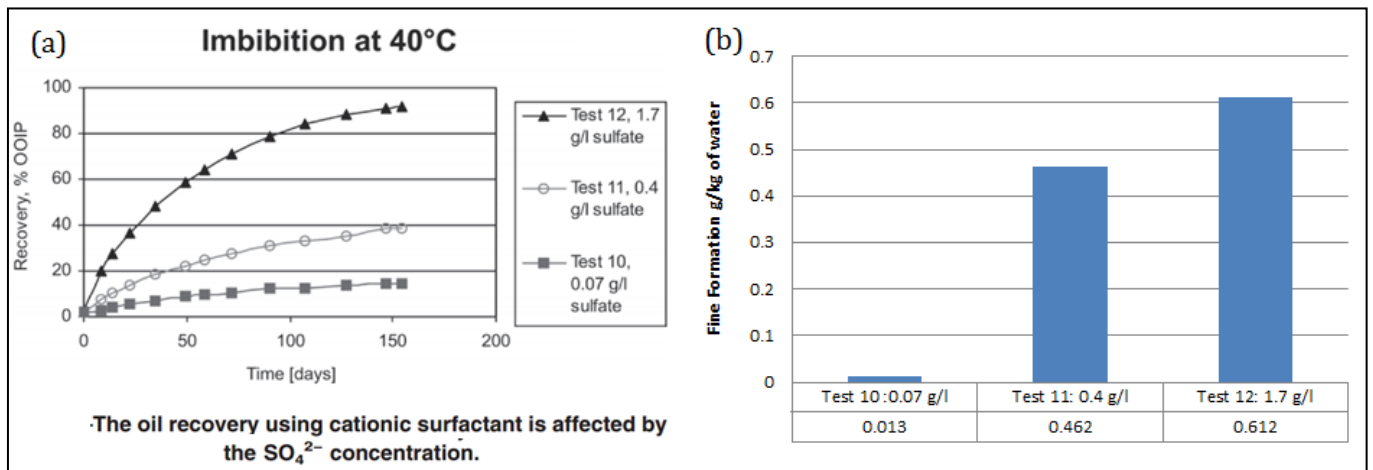 (a)
Imbibition at 40°C
100
80
60
40
20
0
Recovery, % OOIP
0 50 100 150 200
Time [days]
Test 12, 1.7
g/l sulfate
Test 11, 0.4
g/l sulfate
Test 10,
0.07 g/l
sulfate
-The oil recovery using cationic surfactant is affected by
the SO₄²⁻ concentration.
(b)
0.7
0.6
0.5
0.4
0.3
0.2
0.1
0
Fine Formation g/kg of water
Test 10 :0.07 g/l Test 11: 0.4 g/l Test 12: 1.7 g/l
0.013 0.462 0.612